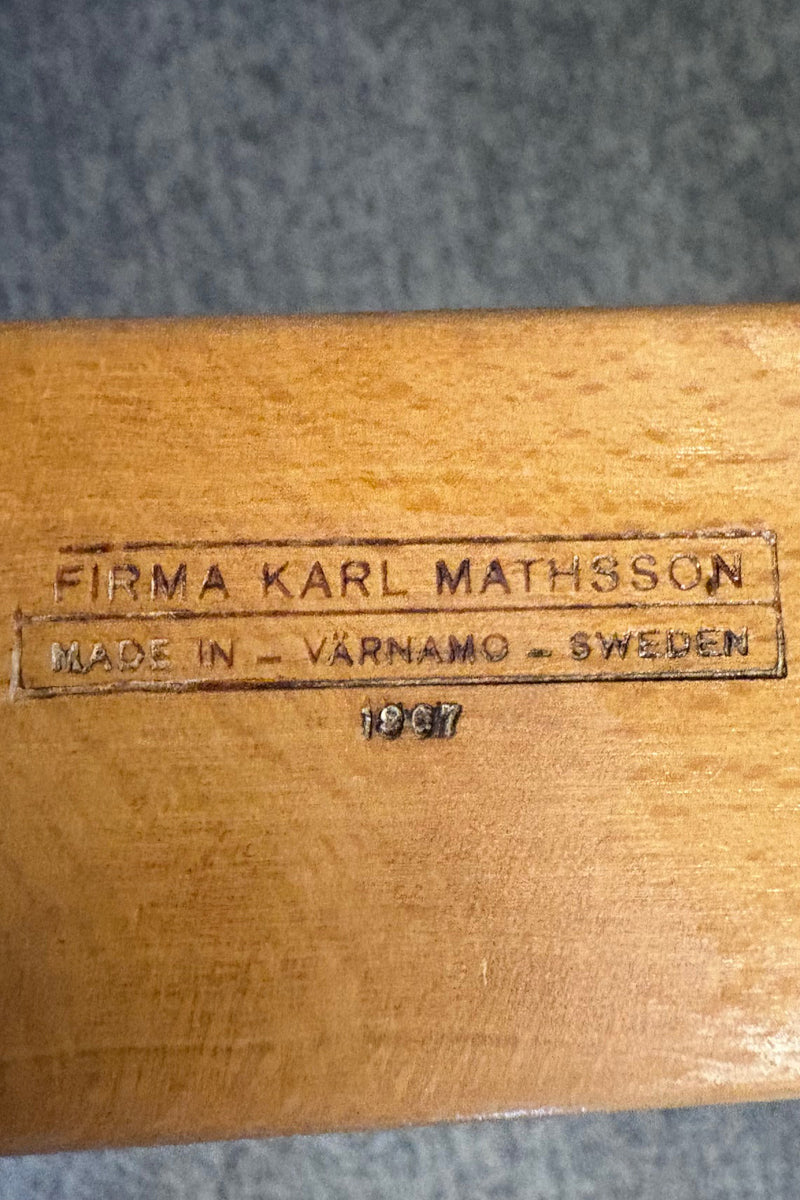 FIRMA KARL MATHSSON
MADE IN – VÄRNAMO – SWEDEN
1967